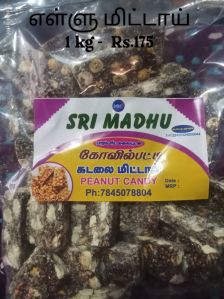 எள்ளு மிட்டாய்
1 kg - Rs.175
SRI MADHU
கோவில்பட்டி
கடலை மிட்டாய்
PEANUT CANDY
Date :
MRP :
Ph:7845078804